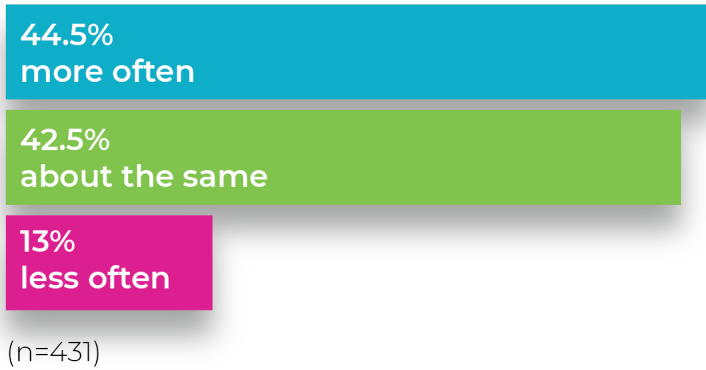 44.5%
more often
42.5%
about the same
13%
less often
(n=431)